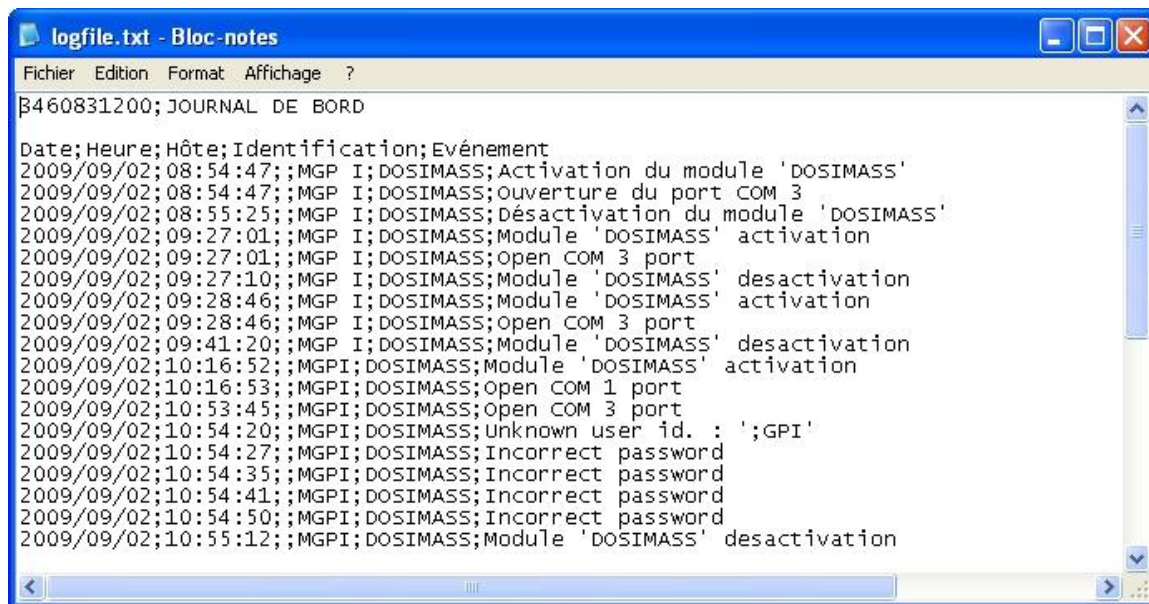 logfile.txt - Bloc-notes
Fichier Edition Format Affichage ?
3460831200;JOURNAL DE BORD
Date;Heure;Hôte;Identification;Evénement
2009/09/02;08:54:47;;MGP I;DOSIMASS;Activation du module 'DOSIMASS'
2009/09/02;08:54:47;;MGP I;DOSIMASS;Ouverture du port COM 3
2009/09/02;08:55:25;;MGP I;DOSIMASS;Désactivation du module 'DOSIMASS'
2009/09/02;09:27:01;;MGP I;DOSIMASS;Module 'DOSIMASS' activation
2009/09/02;09:27:01;;MGP I;DOSIMASS;Open COM 3 port
2009/09/02;09:27:10;;MGP I;DOSIMASS;Module 'DOSIMASS' desactivation
2009/09/02;09:28:46;;MGP I;DOSIMASS;Module 'DOSIMASS' activation
2009/09/02;09:28:46;;MGP I;DOSIMASS;Open COM 3 port
2009/09/02;09:41:20;;MGP I;DOSIMASS;Module 'DOSIMASS' desactivation
2009/09/02;10:16:52;;MGPI;DOSIMASS;Module 'DOSIMASS' activation
2009/09/02;10:16:53;;MGPI;DOSIMASS;Open COM 1 port
2009/09/02;10:53:45;;MGPI;DOSIMASS;Open COM 3 port
2009/09/02;10:54:20;;MGPI;DOSIMASS;Unknown user id. : ';GPI'
2009/09/02;10:54:27;;MGPI;DOSIMASS;Incorrect password
2009/09/02;10:54:35;;MGPI;DOSIMASS;Incorrect password
2009/09/02;10:54:41;;MGPI;DOSIMASS;Incorrect password
2009/09/02;10:54:50;;MGPI;DOSIMASS;Incorrect password
2009/09/02;10:55:12;;MGPI;DOSIMASS;Module 'DOSIMASS' desactivation